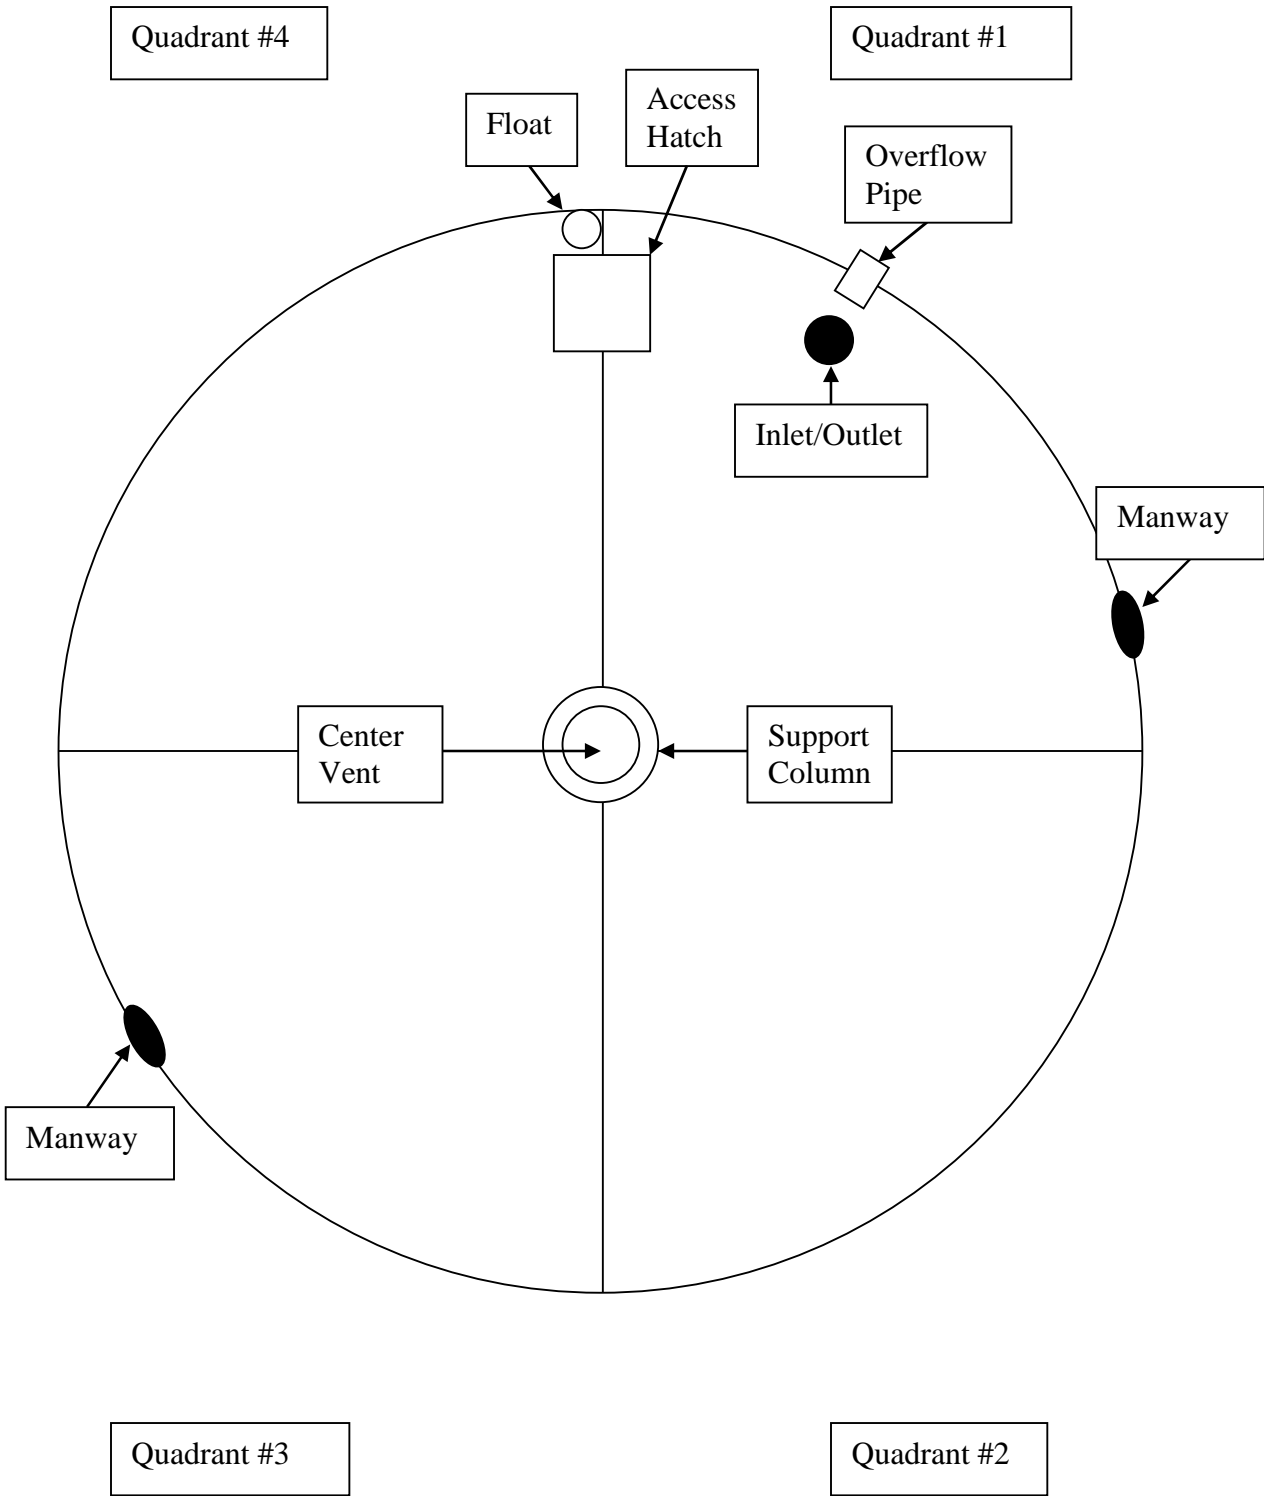 Quadrant #4
Quadrant #1
Float
Access
Hatch
Overflow
Pipe
Inlet/Outlet
Manway
Center
Vent
Support
Column
Manway
Quadrant #3
Quadrant #2